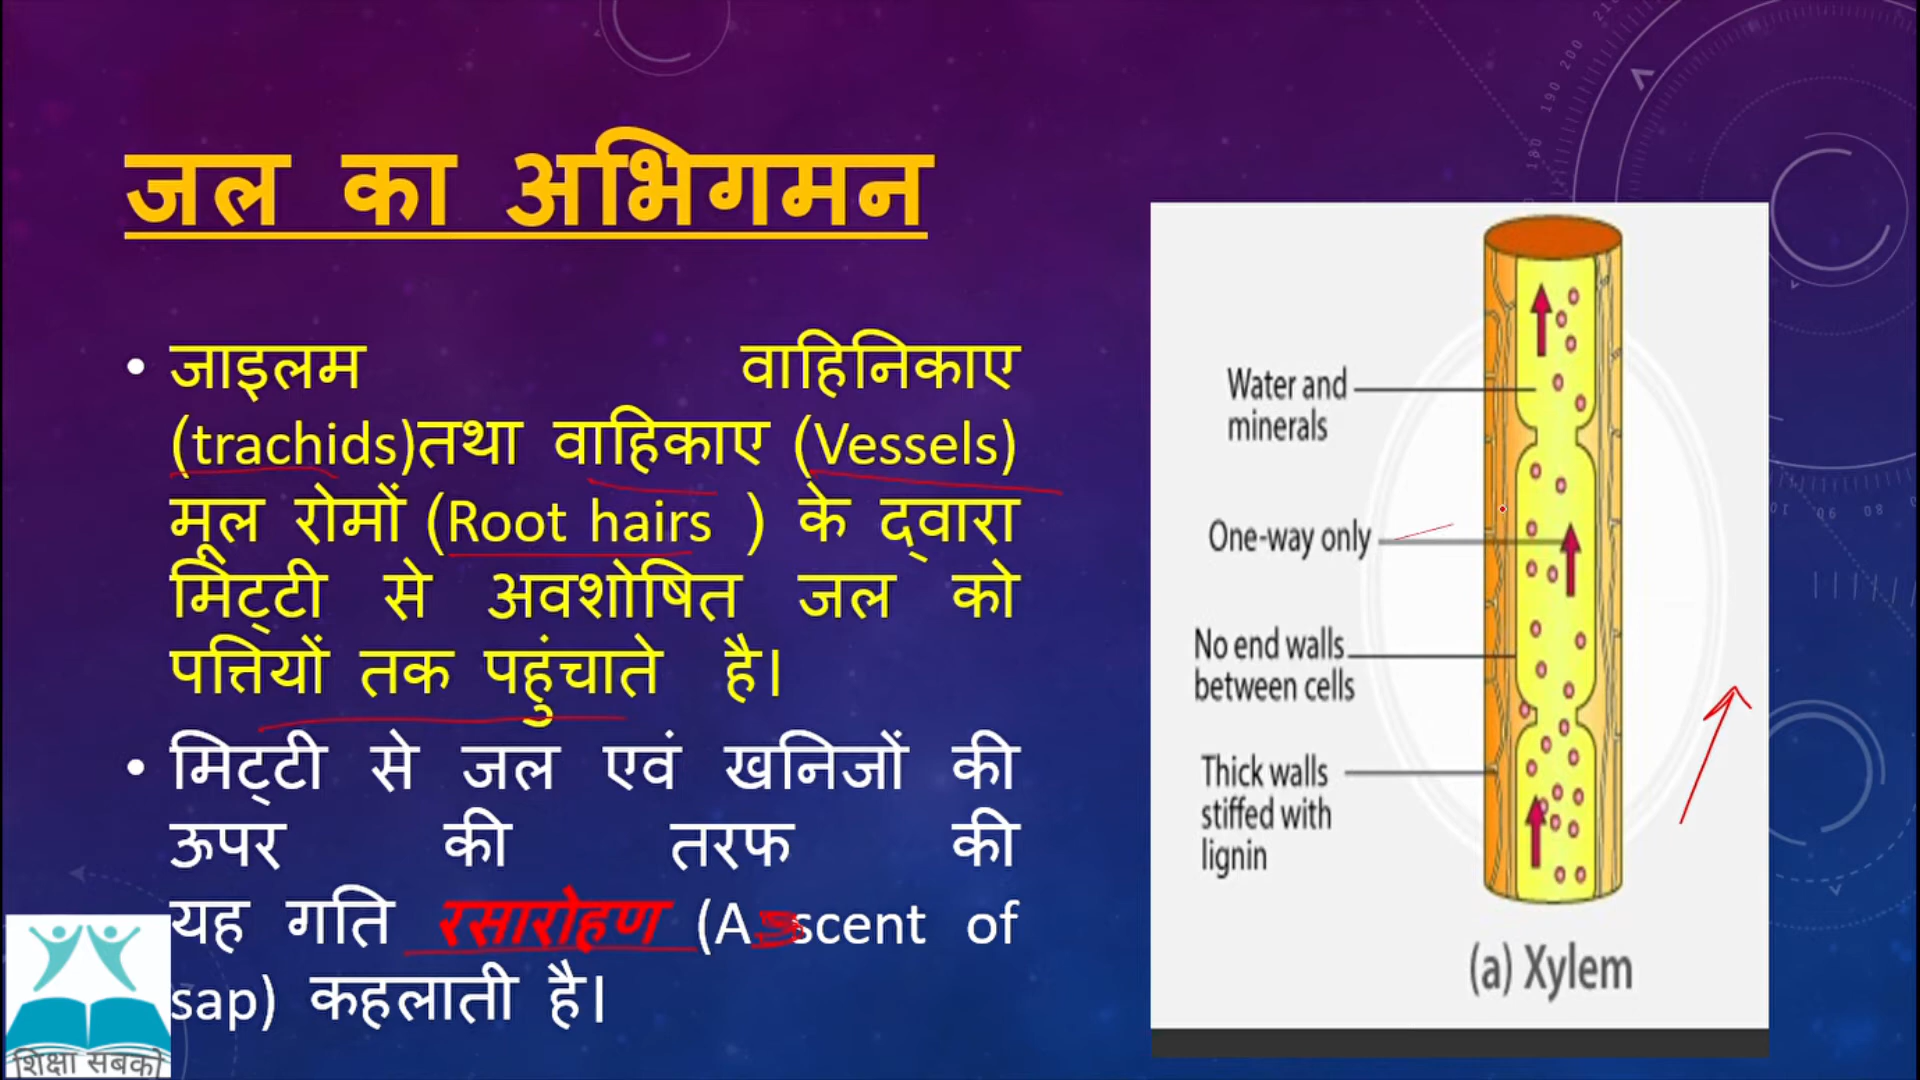 जल का अभिगमन
• जाइलम वाहिनिकाए
(trachids)तथा वाहिकाए (Vessels)
मूल रोमों (Root hairs ) के द्वारा
मिट्टी से अवशोषित जल को
पत्तियों तक पहुंचाते है।
• मिट्टी से जल एवं खनिजों की
ऊपर की तरफ की
यह गति रसारोहण (A scent of
sap) कहलाती है।
Water and
minerals
One-way only
No end walls
between cells
Thick walls
stiffed with
lignin
(a) Xylem
शिक्षा सबको